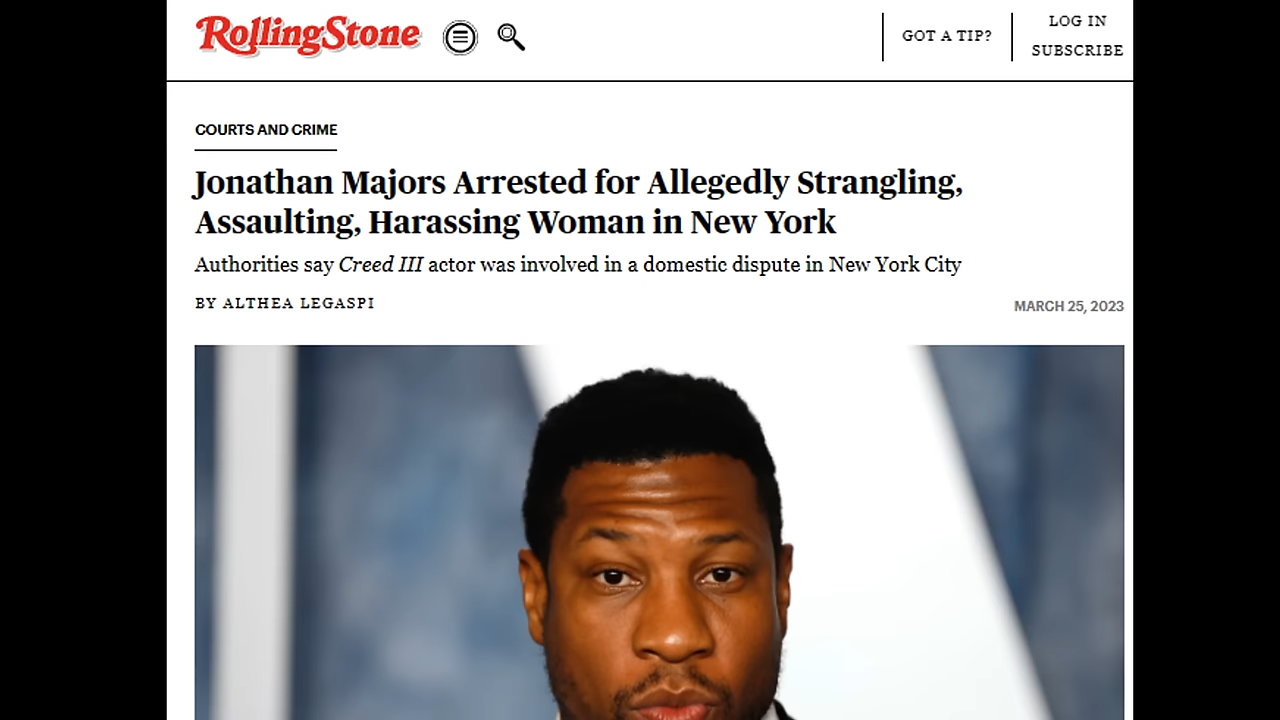 RollingStone
GOT A TIP?
LOG IN
SUBSCRIBE
COURTS AND CRIME
Jonathan Majors Arrested for Allegedly Strangling,
Assaulting, Harassing Woman in New York
Authorities say Creed III actor was involved in a domestic dispute in New York City
BY ALTHEA LEGASPI
MARCH 25, 2023